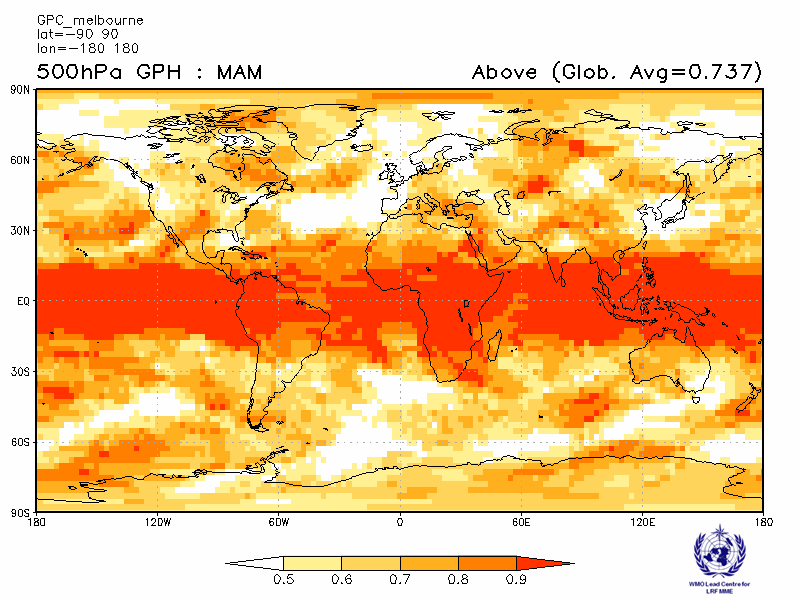 GPC_melbourne
lat=−90 90
lon=−180 180
500hPa GPH : MAM
Above (Glob. Avg=0.737)
90N
60N
30N
EQ
30S
60S
90S
180 120W 60W 0 60E 120E 180
0.5 0.6 0.7 0.8 0.9
WMO Lead Centre for
LRF MME